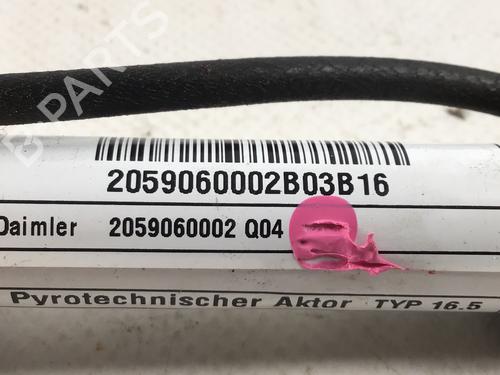 B PARTS
2059060002B03B16
Daimler 2059060002 Q04
Pyrotechnischer Aktor TYP 16.5